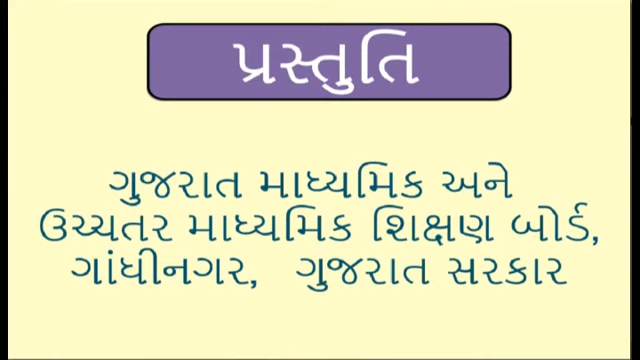 પ્રસ્તુતિ
ગુજરાત માધ્યમિક અને
ઉચ્ચતર માધ્યમિક શિક્ષણ બોર્ડ,
ગાંધીનગર, ગુજરાત સરકાર